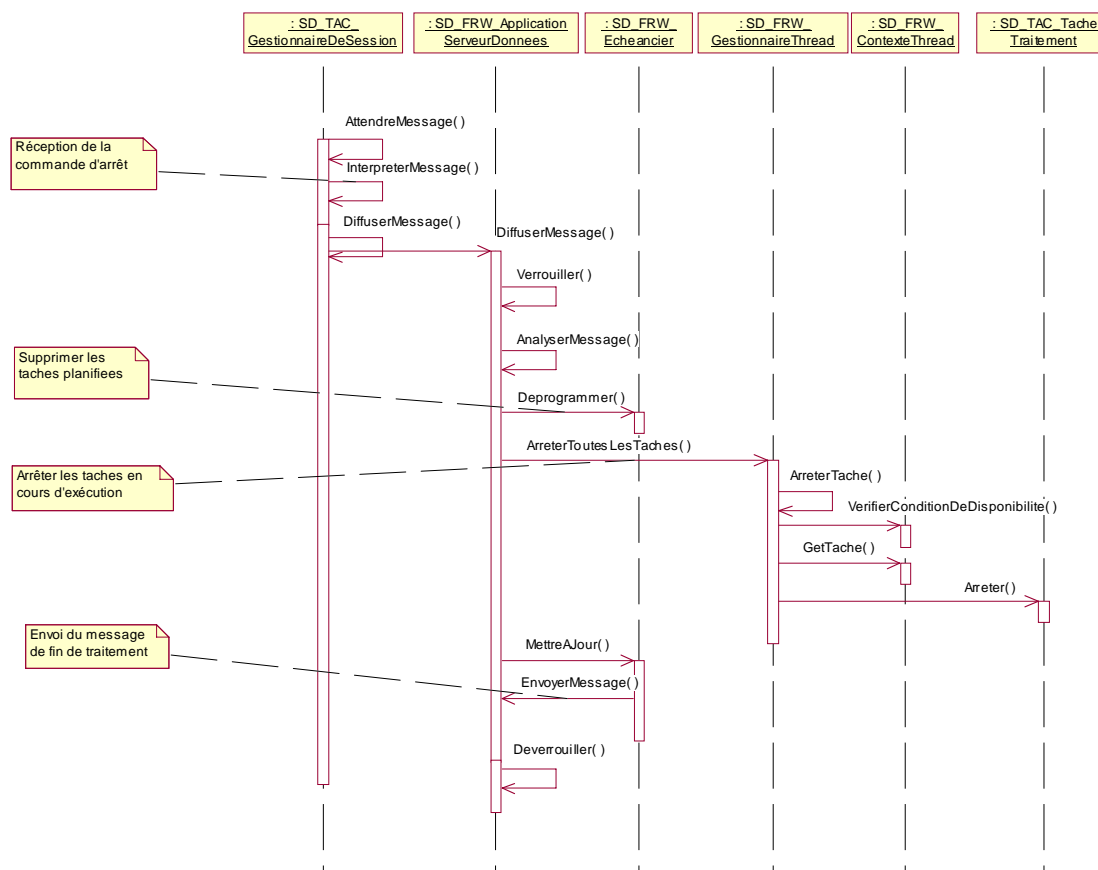 : SD_TAC_
GestionnaireDeSession
: SD_FRW_Application
ServeurDonnees
: SD_FRW_
Echeancier
: SD_FRW_
GestionnaireThread
: SD_FRW_
ContexteThread
: SD_TAC_Tache
Traitement
AttendreMessage( )
Réception de la
commande d'arrêt
InterpreterMessage( )
DiffuserMessage( )
DiffuserMessage( )
Verrouiller( )
AnalyserMessage( )
Supprimer les
taches planifiees
Deprogrammer( )
ArreterToutesLesTaches( )
Arrêter les taches en
cours d'exécution
ArreterTache( )
VerifierConditionDeDisponibilite( )
GetTache( )
Arreter( )
Envoi du message
de fin de traitement
MettreAJour( )
EnvoyerMessage( )
Deverrouiller( )